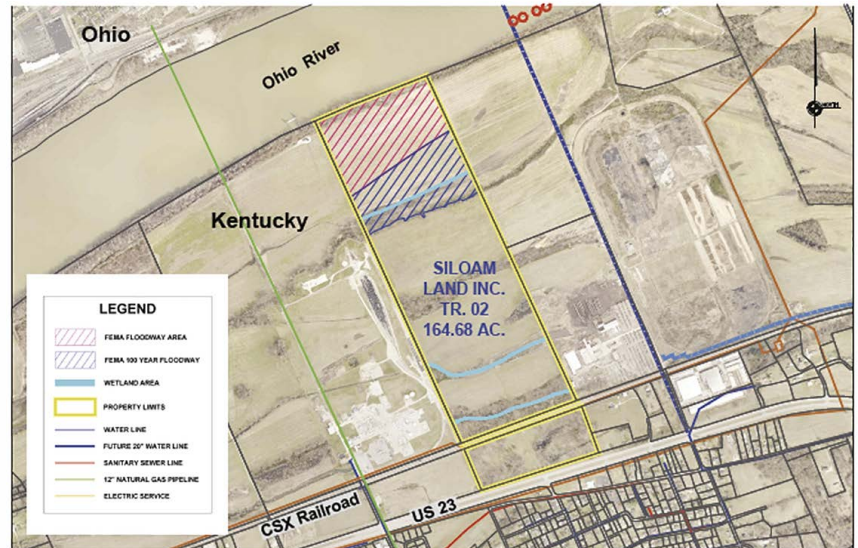 Ohio
Ohio River
Kentucky
SILOAM
LAND INC.
TR. 02
164.68 AC.
LEGEND
FEMA FLOODWAY AREA
FEMA 100 YEAR FLOODWAY
WETLAND AREA
PROPERTY LIMITS
WATER LINE
FUTURE 20" WATER LINE
SANITARY SEWER LINE
12" NATURAL GAS PIPELINE
ELECTRIC SERVICE
CSX Railroad
US 23